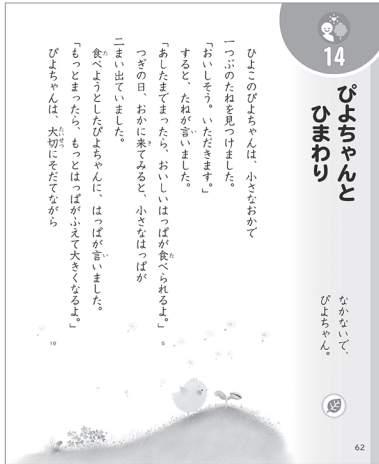 14
ぴよちゃんと
ひまわり
なかないで、
ぴよちゃん。
ひよこのぴよちゃんは、小さなおかで
一つぶのたねを見つけました。
「おいしそう。いただきます。」
すると、たねが言いました。
「あしたまでまったら、おいしいはっぱが食べられるよ。」
つぎの日、おかに来てみると、小さなはっぱが
二まい出ていました。
食べようとしたぴよちゃんに、はっぱが言いました。
「もっとまったら、もっとはっぱがふえて大きくなるよ。」
ぴよちゃんは、大切にそだてながら
5
10
62